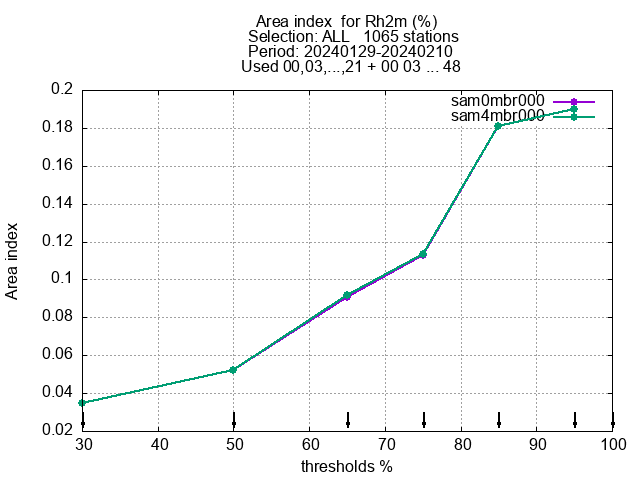 Area index  for Rh2m (%)
Selection: ALL   1065 stations
Period: 20240129-20240210
Used 00,03,...,21 + 00 03 ... 48
sam0mbr000
sam4mbr000
0.2
0.18
0.16
0.14
0.12
0.1
0.08
0.06
0.04
0.02
Area index
30 40 50 60 70 80 90 100
thresholds %